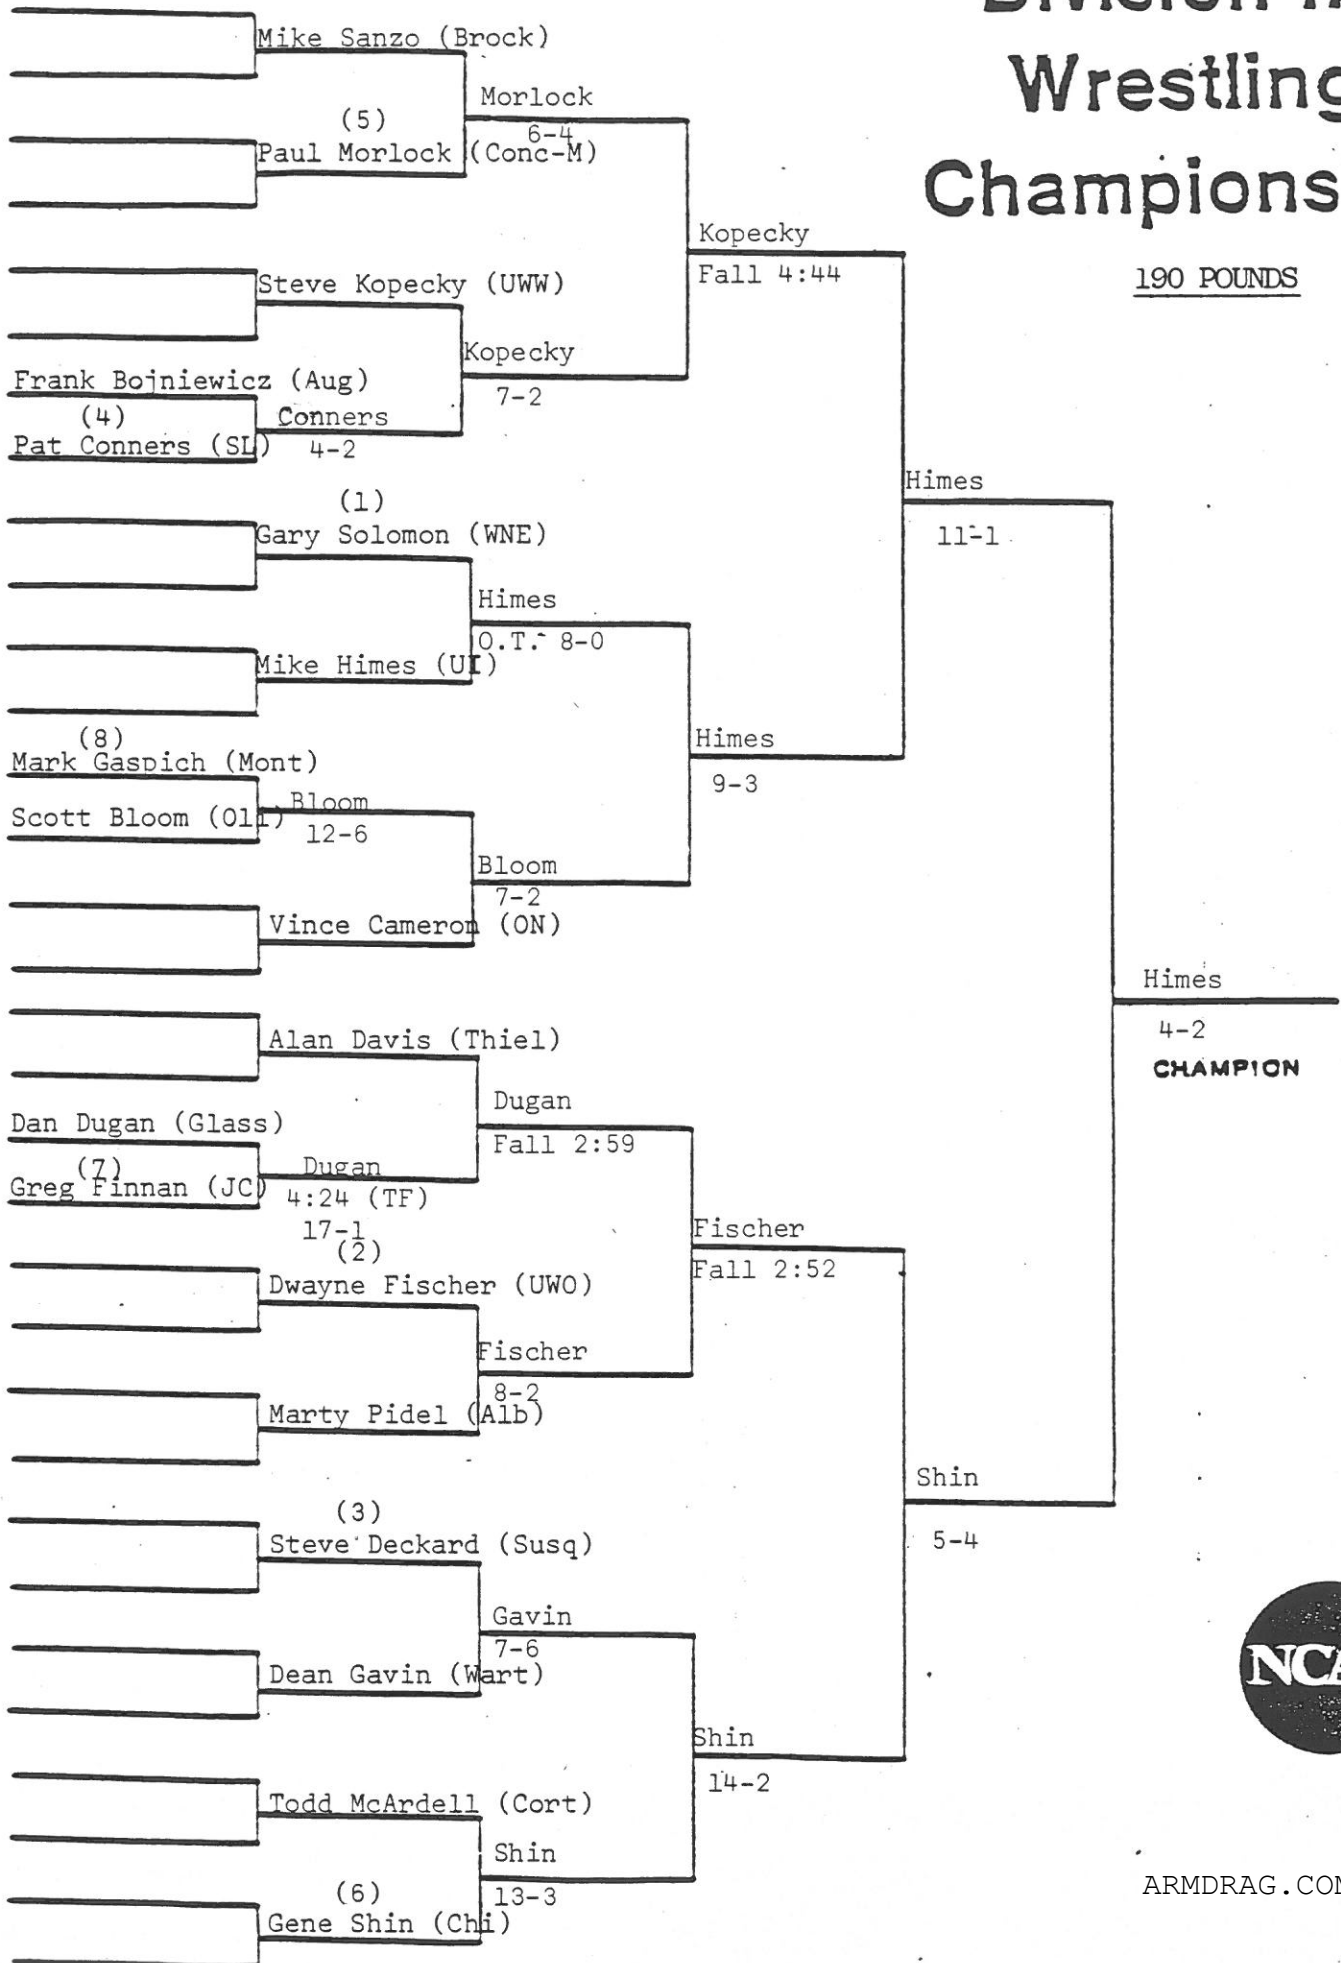 Wrestling
Champions
190 POUNDS
Mike Sanzo (Brock)
Morlock
6-4
(5)
Paul Morlock (Conc-M)
Kopecky
Fall 4:44
Steve Kopecky (UWW)
Kopecky
7-2
Frank Bojniewicz (Aug)
(4)
Conners
Pat Conners (SL)
4-2
Himes
11-1
(1)
Gary Solomon (WNE)
Himes
O.T. 8-0
Mike Himes (UI)
Himes
9-3
(8)
Mark Gaspich (Mont)
Bloom
Scott Bloom (Oli)
12-6
Bloom
7-2
Vince Cameron (ON)
Himes
4-2
CHAMPION
Alan Davis (Thiel)
Dugan
Fall 2:59
Dan Dugan (Glass)
(7)
Dugan
Greg Finnan (JC)
4:24 (TF)
17-1
Fischer
Fall 2:52
(2)
Dwayne Fischer (UWO)
Fischer
8-2
Marty Pidel (Alb)
Shin
5-4
(3)
Steve Deckard (Susq)
Gavin
7-6
Dean Gavin (Wart)
Shin
14-2
Todd McArdell (Cort)
Shin
13-3
(6)
Gene Shin (Chi)
NCA
ARMDRAG.COM